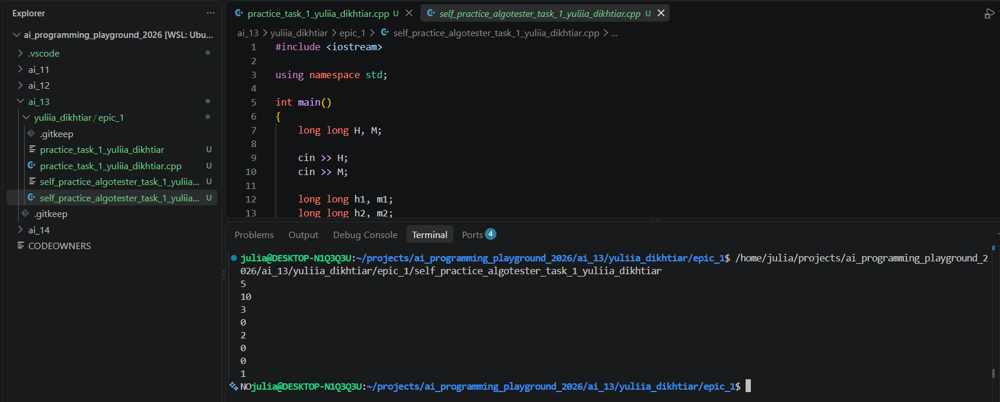 Explorer ···
ai_programming_playground_2026 [WSL: Ubu...
.vscode
ai_11
ai_12
ai_13
yuliia_dikhtiar/epic_1
.gitkeep
practice_task_1_yuliia_dikhtiar U
practice_task_1_yuliia_dikhtiar.cpp U
self_practice_algotester_task_1_yuliia... U
self_practice_algotester_task_1_yuliia... U
.gitkeep
ai_14
CODEOWNERS
practice_task_1_yuliia_dikhtiar.cpp U
self_practice_algotester_task_1_yuliia_dikhtiar.cpp U
ai_13 > yuliia_dikhtiar > epic_1 > self_practice_algotester_task_1_yuliia_dikhtiar.cpp > ...
1 #include <iostream>
2
3 using namespace std;
4
5 int main()
6 {
7 long long H, M;
8
9 cin >> H;
10 cin >> M;
11
12 long long h1, m1;
13 long long h2, m2;
Problems Output Debug Console Terminal Ports 4
julia@DESKTOP-N1Q3Q3U:~/projects/ai_programming_playground_2026/ai_13/yuliia_dikhtiar/epic_1$ /home/julia/projects/ai_programming_playground_2
026/ai_13/yuliia_dikhtiar/epic_1/self_practice_algotester_task_1_yuliia_dikhtiar
5
10
3
0
2
0
0
1
NOjulia@DESKTOP-N1Q3Q3U:~/projects/ai_programming_playground_2026/ai_13/yuliia_dikhtiar/epic_1$